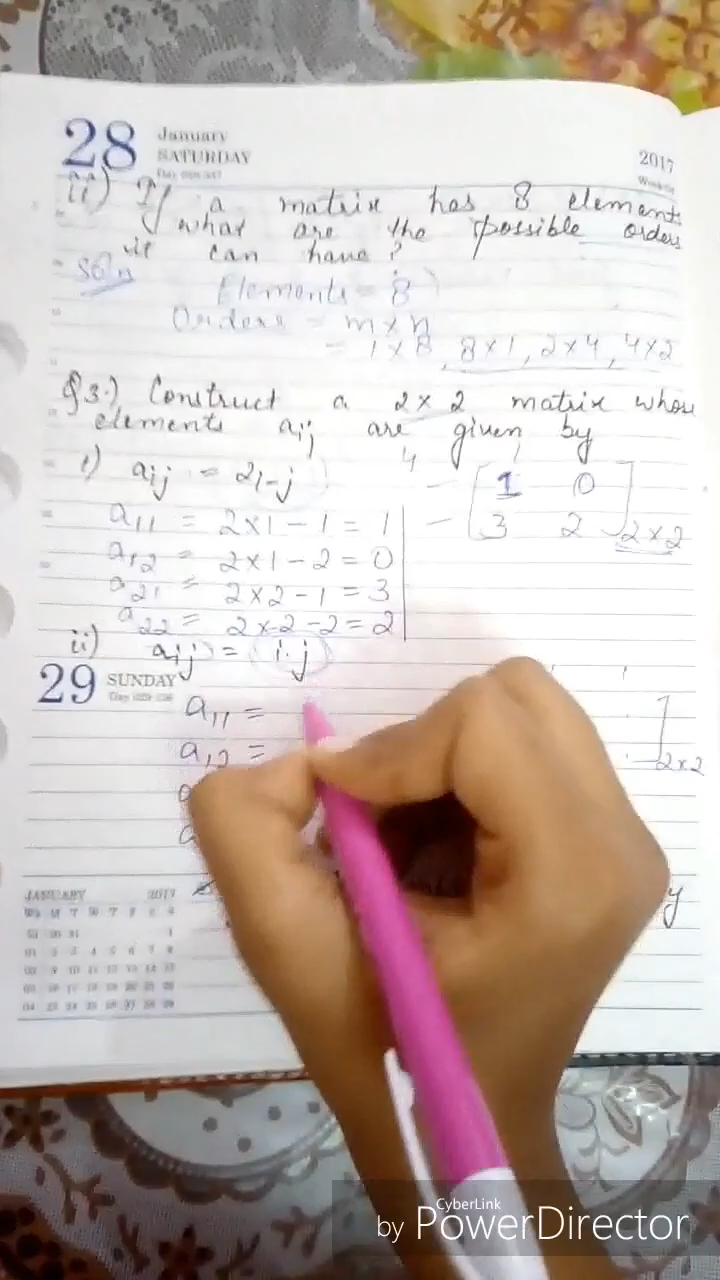 28 January 2017
SATURDAY
ii) If a matrix has 8 elements
what are the possible orders
it can have?
Soln
Elements = 8
Orders = m×n
= 1×8, 8×1, 2×4, 4×2
Q3.) Construct a 2×2 matrix whose
elements aij are given by
i) aij = 2i-j
a11 = 2×1-1 = 1
a12 = 2×1-2 = 0
a21 = 2×2-1 = 3
a22 = 2×2-2 = 2
[1 0
3 2]2×2
ii) aij = i.j
29 SUNDAY
a11 =
a12 =
]2×2
y
JANUARY 2017
CyberLink
by PowerDirector